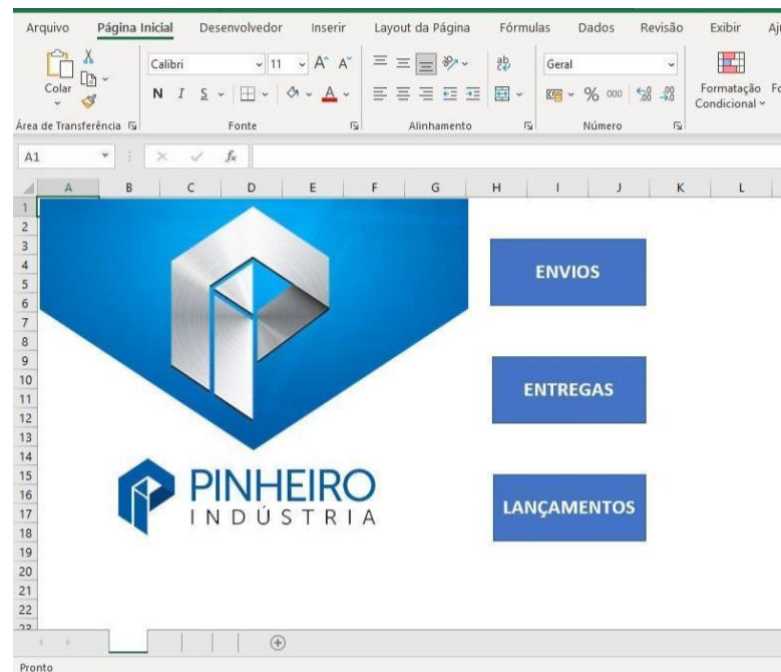 Arquivo Página Inicial Desenvolvedor Inserir Layout da Página Fórmulas Dados Revisão Exibir
Colar
Calibri 11 A A
N I S A
ab
Geral
% 000
Formatação
Condicional
Área de Transferência Fonte Alinhamento Número
A1 fx
A B C D E F G H I J K L
1
2
3
4
5
6
7
8
9
10
11
12
13
14
15
16
17
18
19
20
21
22
23
ENVIOS
ENTREGAS
LANÇAMENTOS
PINHEIRO
INDÚSTRIA
Pronto